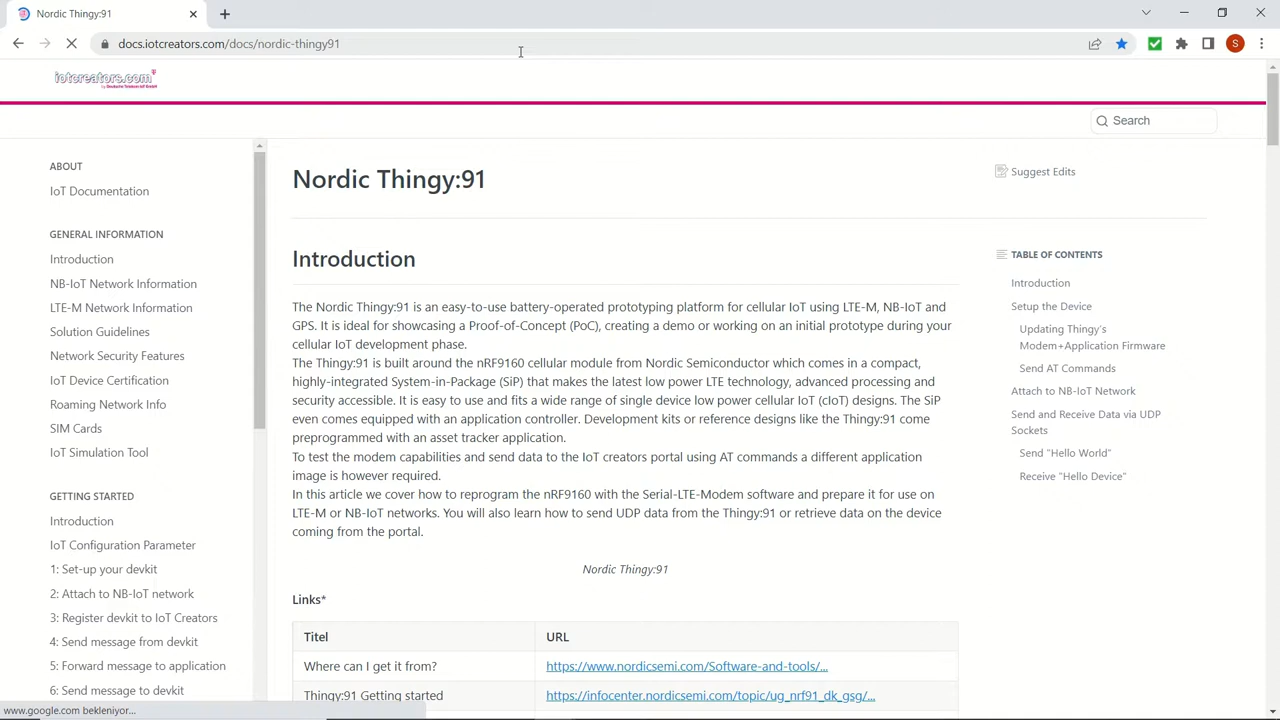 Nordic Thingy:91
docs.iotcreators.com/docs/nordic-thingy91
S
iotcreators.com
by Deutsche Telekom IoT GmbH
Search
ABOUT
IoT Documentation
GENERAL INFORMATION
Introduction
NB-IoT Network Information
LTE-M Network Information
Solution Guidelines
Network Security Features
IoT Device Certification
Roaming Network Info
SIM Cards
IoT Simulation Tool
GETTING STARTED
Introduction
IoT Configuration Parameter
1: Set-up your devkit
2: Attach to NB-IoT network
3: Register devkit to IoT Creators
4: Send message from devkit
5: Forward message to application
6: Send message to devkit
Nordic Thingy:91
Introduction
The Nordic Thingy:91 is an easy-to-use battery-operated prototyping platform for cellular IoT using LTE-M, NB-IoT and
GPS. It is ideal for showcasing a Proof-of-Concept (PoC), creating a demo or working on an initial prototype during your
cellular IoT development phase.
The Thingy:91 is built around the nRF9160 cellular module from Nordic Semiconductor which comes in a compact,
highly-integrated System-in-Package (SiP) that makes the latest low power LTE technology, advanced processing and
security accessible. It is easy to use and fits a wide range of single device low power cellular IoT (cIoT) designs. The SiP
even comes equipped with an application controller. Development kits or reference designs like the Thingy:91 come
preprogrammed with an asset tracker application.
To test the modem capabilities and send data to the IoT creators portal using AT commands a different application
image is however required.
In this article we cover how to reprogram the nRF9160 with the Serial-LTE-Modem software and prepare it for use on
LTE-M or NB-IoT networks. You will also learn how to send UDP data from the Thingy:91 or retrieve data on the device
coming from the portal.
Nordic Thingy:91
Links*
Titel URL
Where can I get it from? https://www.nordicsemi.com/Software-and-tools/...
Thingy:91 Getting started https://infocenter.nordicsemi.com/topic/ug_nrf91_dk_gsg/...
Suggest Edits
TABLE OF CONTENTS
Introduction
Setup the Device
Updating Thingy's
Modem+Application Firmware
Send AT Commands
Attach to NB-IoT Network
Send and Receive Data via UDP
Sockets
Send "Hello World"
Receive "Hello Device"
www.google.com bekleniyor...